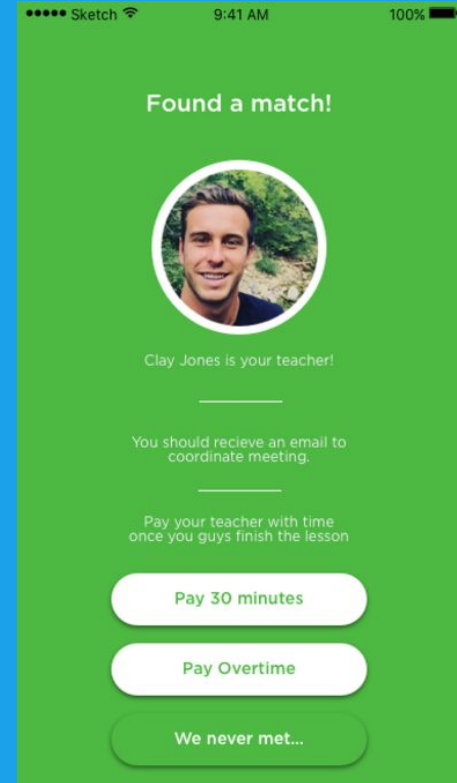 Sketch 9:41 AM 100%
Found a match!
Clay Jones is your teacher!
You should recieve an email to
coordinate meeting.
Pay your teacher with time
once you guys finish the lesson
Pay 30 minutes
Pay Overtime
We never met...